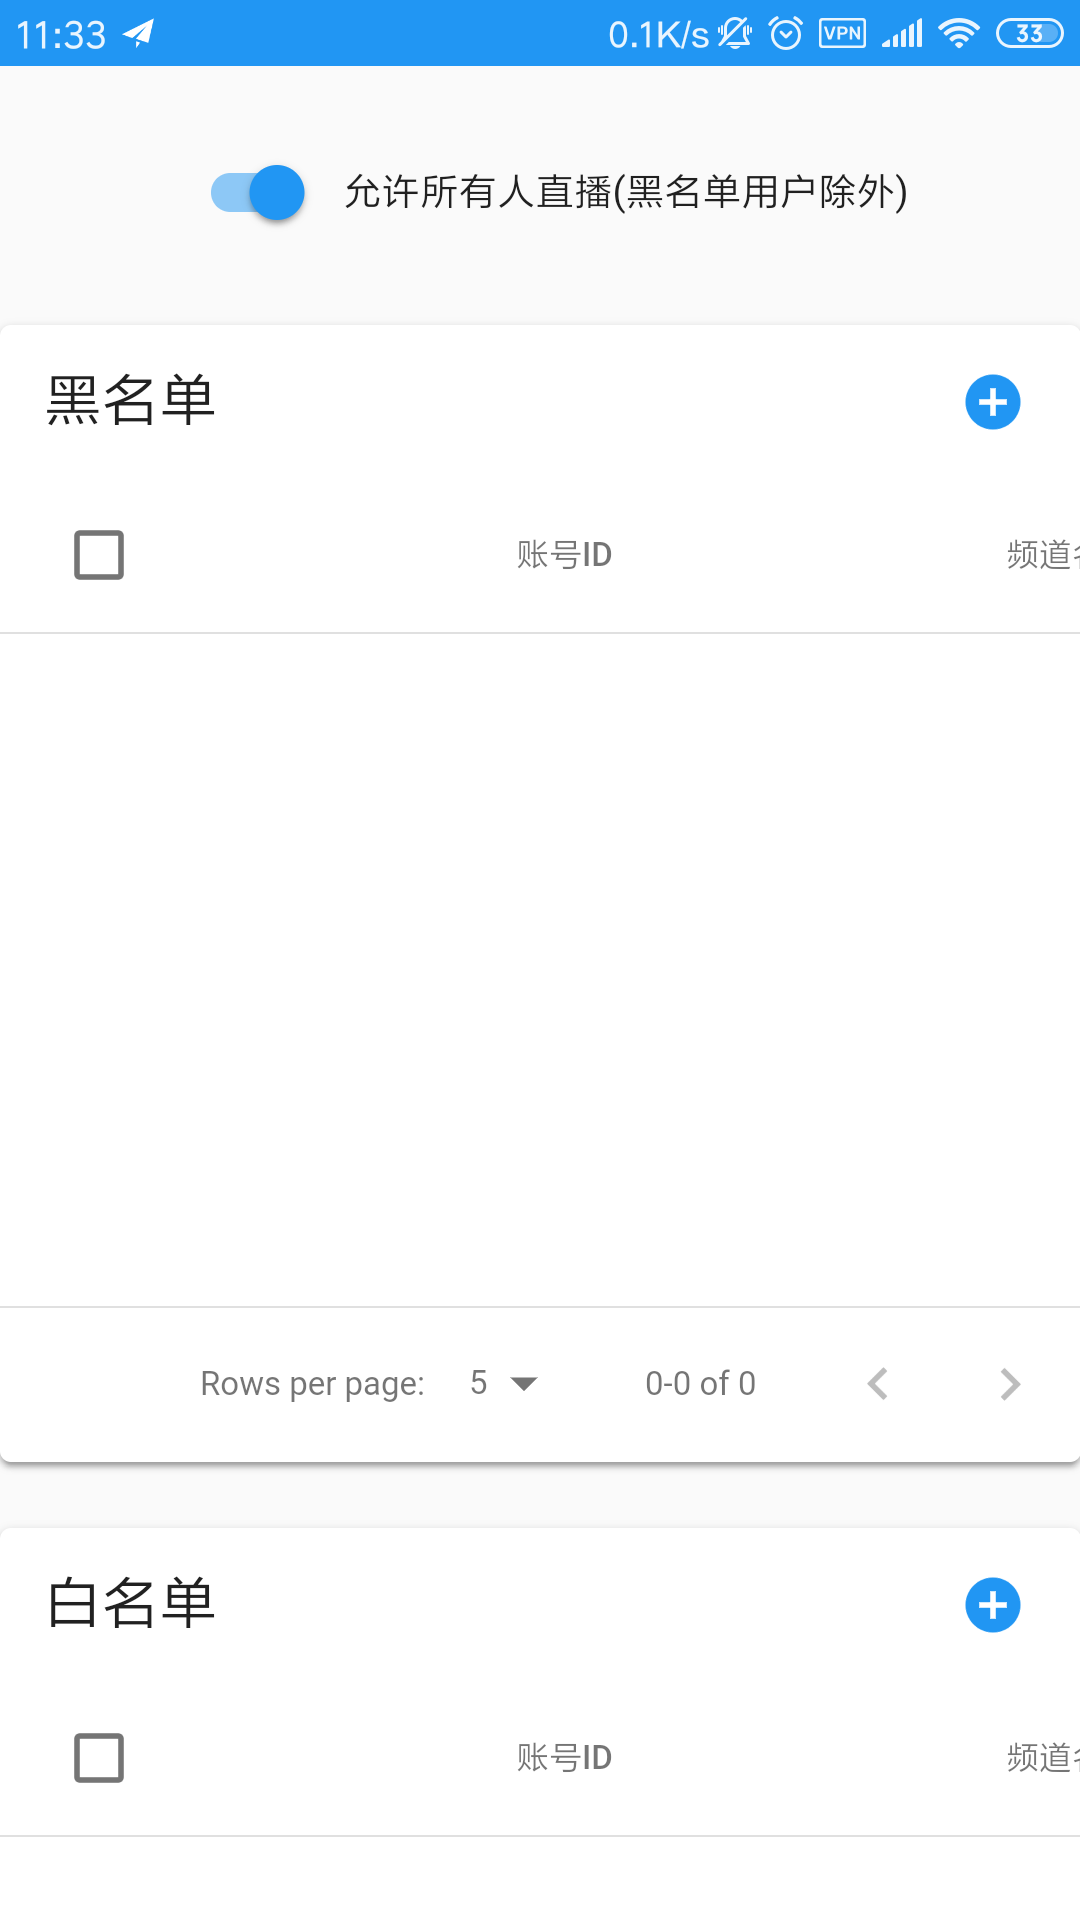 11:33 0.1K/s VPN 33
允许所有人直播(黑名单用户除外)
黑名单
账号ID 频道
Rows per page: 5 0-0 of 0
白名单
账号ID 频道